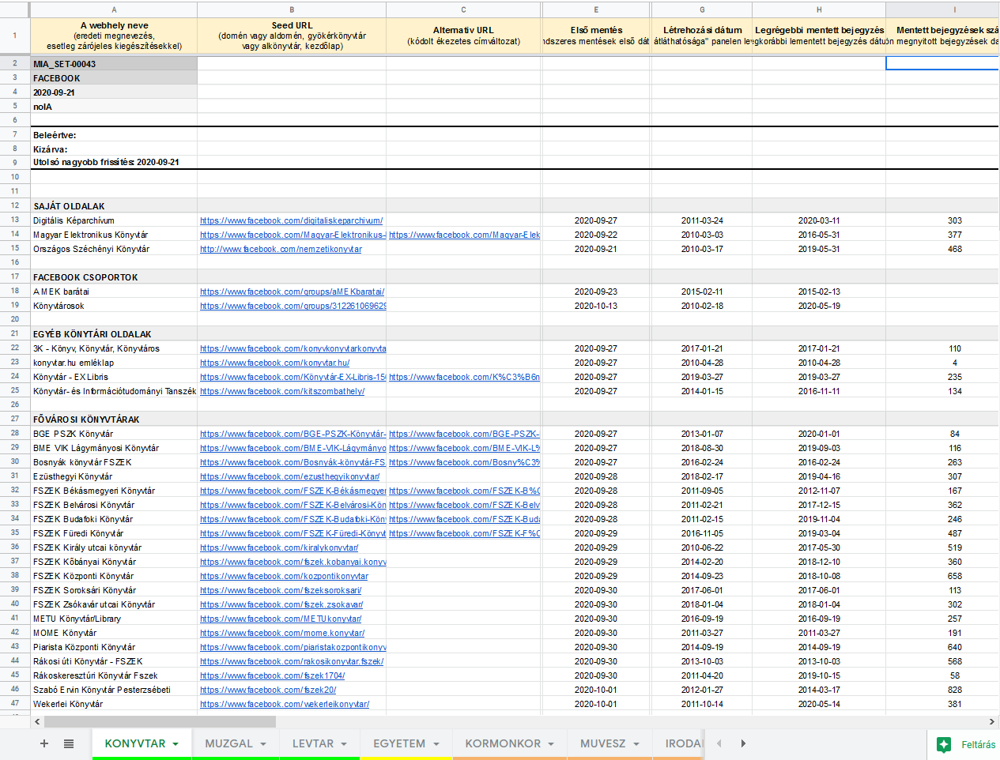 A B C E G H I
1 A webhely neve Seed URL Alternatív URL Első mentés Létrehozási dátum Legrégebbi mentett bejegyzés Mentett bejegyzések szá
(eredeti megnevezés, (domén vagy aldomén, gyökérkönyvtár (kódolt ékezetes címváltozat) ndszeres mentések első dát átláthatósága" panelen le gkorábbi lementett bejegyzés dátu n megnyitott bejegyzések da
esetleg zárójeles kiegészítésekkel) vagy alkönyvtár, kezdőlap)
2 MIA_SET-00043
3 FACEBOOK
4 2020-09-21
5 noIA
6
7 Beleértve:
8 Kizárva:
9 Utolsó nagyobb frissítés: 2020-09-21
10
11
12 SAJÁT OLDALAK
13 Digitális Képarchívum https://www.facebook.com/digitaliskeparchivum/ 2020-09-27 2011-03-24 2020-03-11 303
14 Magyar Elektronikus Könyvtár https://www.facebook.com/Magyar-Elektronikus- https://www.facebook.com/Magyar-Elek 2020-09-22 2010-03-03 2016-05-31 377
15 Országos Széchényi Könyvtár http://www.facebook.com/nemzetikonyvtar 2020-09-21 2010-03-17 2019-05-31 468
16
17 FACEBOOK CSOPORTOK
18 A MEK barátai https://www.facebook.com/groups/aMEKbaratai/ 2020-09-23 2015-02-11 2015-02-13
19 Könyvtárosok https://www.facebook.com/groups/312261069629 2020-10-13 2010-02-18 2020-05-19
20
21 EGYÉB KÖNYTÁRI OLDALAK
22 3K - Könyv, Könyvtár, Könyvtáros https://www.facebook.com/konyvkonyvtarkonyvta 2020-09-27 2017-01-21 2017-01-21 110
23 konyvtar.hu emléklap https://www.facebook.com/konyvtar.hu/ 2020-09-27 2010-04-28 2010-04-28 4
24 Könyvtár - EX Libris https://www.facebook.com/Könyvtár-EX-Libris-15 https://www.facebook.com/K%C3%B6n 2020-09-27 2019-03-27 2019-03-27 235
25 Könyvtár- és Információtudományi Tanszék https://www.facebook.com/kitszombathely/ 2020-09-27 2014-01-15 2016-11-11 134
26
27 FŐVÁROSI KÖNYVTÁRAK
28 BGE PSZK Könyvtár https://www.facebook.com/BGE-PSZK-Könyvtár- https://www.facebook.com/BGE-PSZK- 2020-09-27 2013-01-07 2020-01-01 84
29 BME VIK Lágymányosi Könyvtár https://www.facebook.com/BME-VIK-Lágymányo https://www.facebook.com/BME-VIK-L% 2020-09-27 2018-08-30 2019-09-03 116
30 Bosnyák könyvtár FSZEK https://www.facebook.com/Bosnyák-könyvtár-FS https://www.facebook.com/Bosny%C3% 2020-09-27 2016-02-24 2016-02-24 263
31 Ezüsthegyi Könyvtár https://www.facebook.com/ezusthegyikonyvtar/ 2020-09-28 2018-02-17 2019-04-16 307
32 FSZEK Békásmegyeri Könyvtár https://www.facebook.com/FSZEK-Békásmegyer https://www.facebook.com/FSZEK-B%C 2020-09-28 2011-09-05 2012-11-07 167
33 FSZEK Belvárosi Könyvtár https://www.facebook.com/FSZEK-Belvárosi-Kön https://www.facebook.com/FSZEK-Belv 2020-09-28 2011-02-21 2017-12-15 362
34 FSZEK Budafoki Könyvtár https://www.facebook.com/FSZEK-Budafoki-Köny https://www.facebook.com/FSZEK-Buda 2020-09-28 2011-02-15 2019-11-04 246
35 FSZEK Füredi Könyvtár https://www.facebook.com/FSZEK-Füredi-Könyvt https://www.facebook.com/FSZEK-F%C 2020-09-29 2016-11-05 2019-03-04 487
36 FSZEK Király utcai könyvtár https://www.facebook.com/kiralykonyvtar/ 2020-09-29 2010-06-22 2017-05-30 519
37 FSZEK Kőbányai Könyvtár https://www.facebook.com/fszek.kobanyai.konyv 2020-09-29 2014-02-20 2018-12-10 360
38 FSZEK Központi Könyvtár https://www.facebook.com/kozpontikonyvtar 2020-09-29 2014-09-23 2018-10-08 658
39 FSZEK Soroksári Könyvtár https://www.facebook.com/fszeksoroksari/ 2020-09-30 2017-06-01 2017-06-01 113
40 FSZEK Zsókavár utcai Könyvtár https://www.facebook.com/fszek.zsokavar/ 2020-09-30 2018-01-04 2018-01-04 302
41 METU Könyvtár/Library https://www.facebook.com/METUkonyvtar/ 2020-09-30 2016-09-19 2016-09-19 257
42 MOME Könyvtár https://www.facebook.com/mome.konyvtar/ 2020-09-30 2011-03-27 2011-03-27 191
43 Piarista Központi Könyvtár https://www.facebook.com/piaristakozpontikonyv 2020-09-30 2014-09-19 2014-09-19 640
44 Rákosi úti Könyvtár - FSZEK https://www.facebook.com/rakosikonyvtar.fszek/ 2020-09-30 2013-10-03 2013-10-03 568
45 Rákoskeresztúri Könyvtár Fszek https://www.facebook.com/fszek1704/ 2020-09-30 2011-04-20 2019-10-15 58
46 Szabó Ervin Könyvtár Pesterzsébeti https://www.facebook.com/fszek20/ 2020-10-01 2012-01-27 2014-03-17 828
47 Wekerlei Könyvtár https://www.facebook.com/wekerleikonyvtar/ 2020-10-01 2011-10-14 2020-05-14 381
KONYVTAR MUZGAL LEVTAR EGYETEM KORMONKOR MUVESZ IRODAL Feltárás